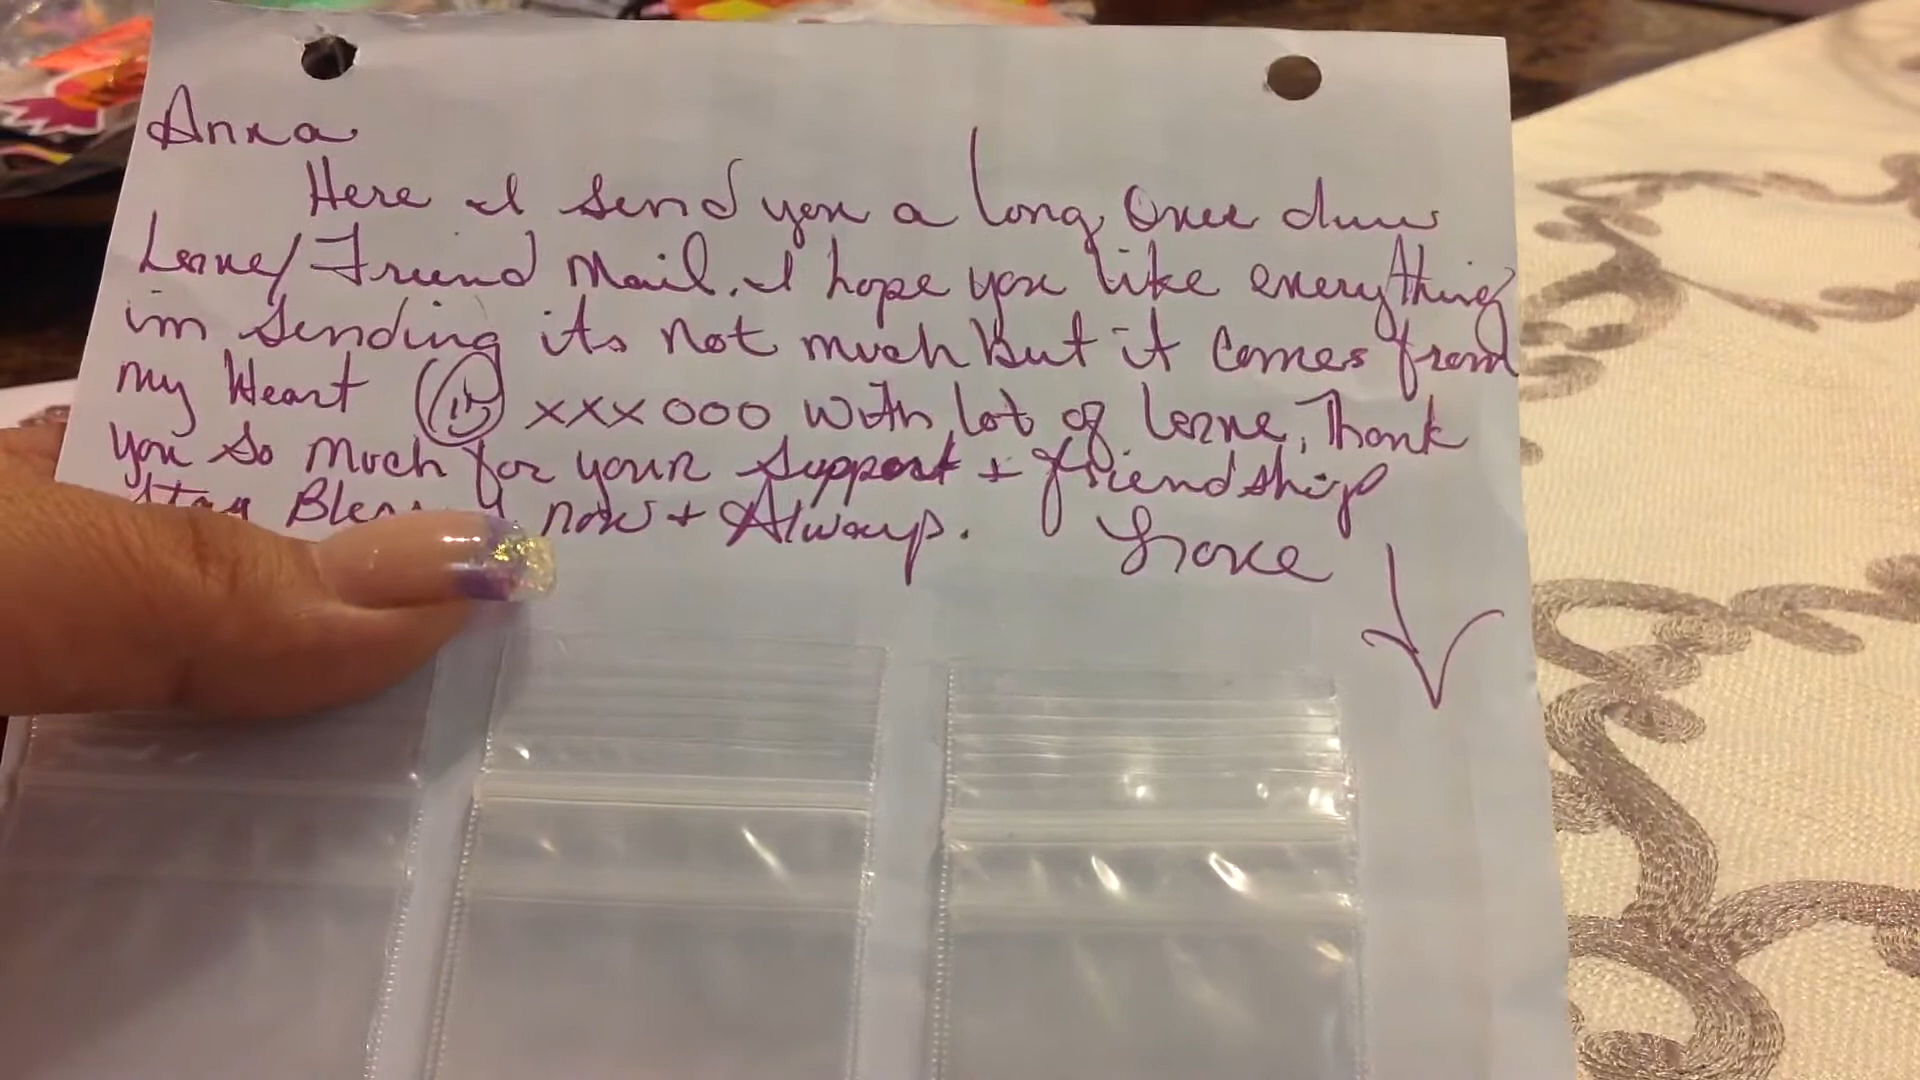 Anna
Here I send you a long over due
Love/Friend Mail. I hope you like everything
im sending its not much but it comes from
my Heart xxx ooo with lot of love, Thank
you so much for your support + friendship
Stay Blessed now + Always.
Love